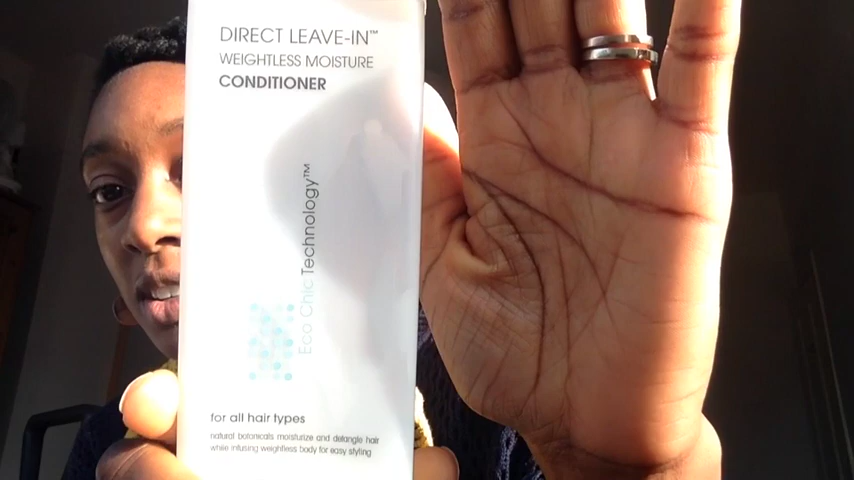 DIRECT LEAVE-IN™
WEIGHTLESS MOISTURE
CONDITIONER
Eco Chic Technology™
for all hair types
natural botanicals moisturize and detangle hair
while infusing weightless body for easy styling